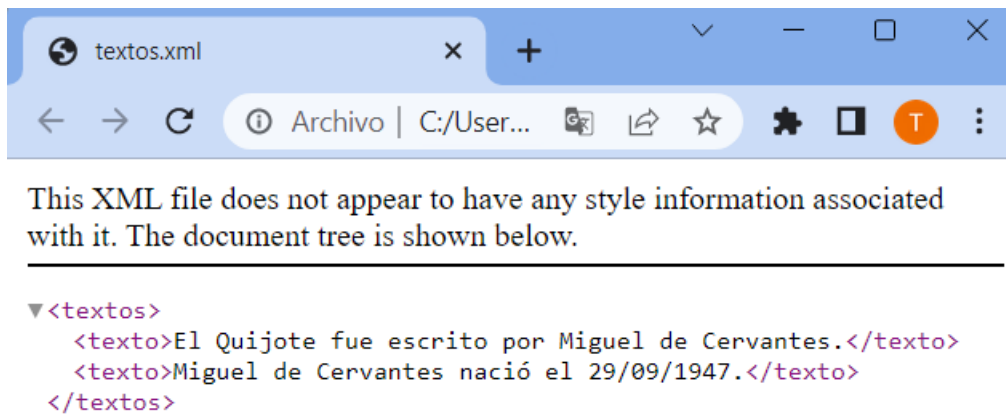 textos.xml
Archivo | C:/User...
T
This XML file does not appear to have any style information associated
with it. The document tree is shown below.
▼<textos>
<texto>El Quijote fue escrito por Miguel de Cervantes.</texto>
<texto>Miguel de Cervantes nació el 29/09/1947.</texto>
</textos>